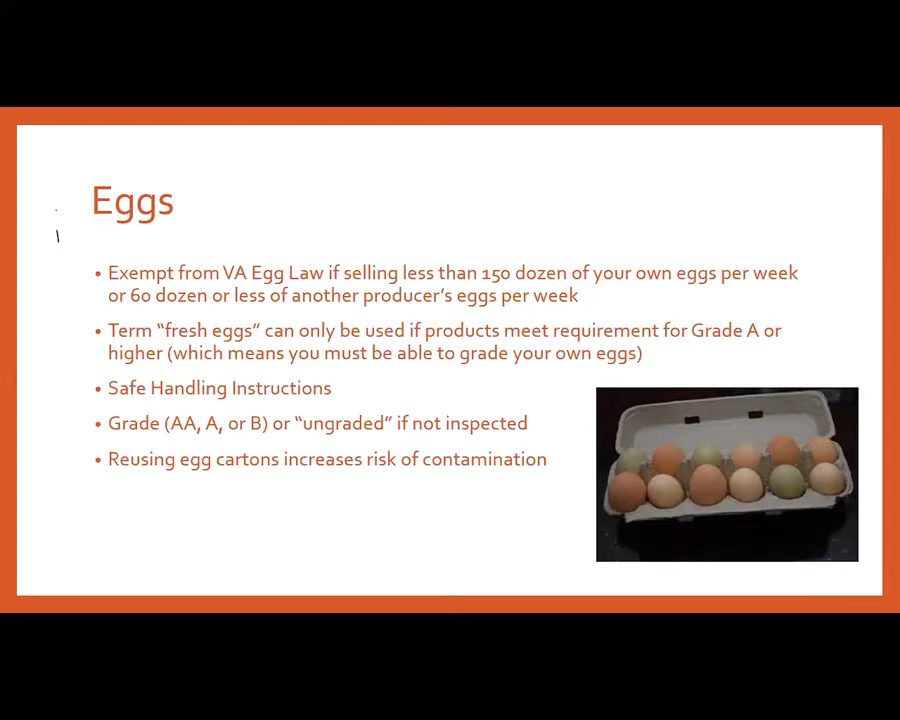 Eggs
• Exempt from VA Egg Law if selling less than 150 dozen of your own eggs per week
or 60 dozen or less of another producer's eggs per week
• Term “fresh eggs” can only be used if products meet requirement for Grade A or
higher (which means you must be able to grade your own eggs)
• Safe Handling Instructions
• Grade (AA, A, or B) or “ungraded” if not inspected
• Reusing egg cartons increases risk of contamination